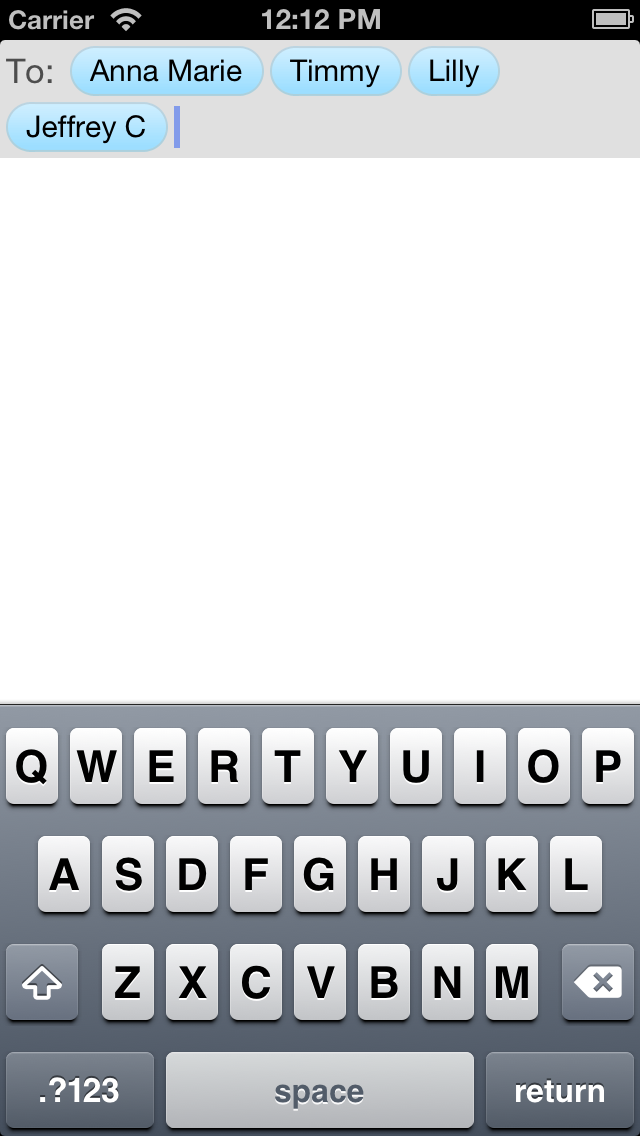 Carrier 12:12 PM
To: Anna Marie Timmy Lilly
Jeffrey C
Q W E R T Y U I O P
A S D F G H J K L
Z X C V B N M
.?123 space return